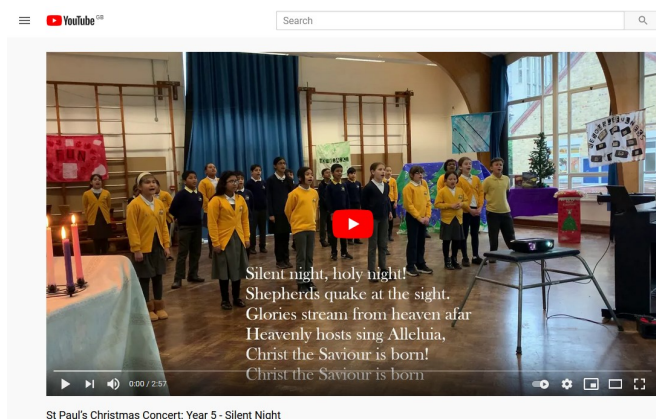 YouTube GB
Search
FUN
Silent night, holy night!
Shepherds quake at the sight.
Glories stream from heaven afar
Heavenly hosts sing Alleluia,
Christ the Saviour is born!
Christ the Saviour is born
0:00 / 2:57
St Paul's Christmas Concert: Year 5 - Silent Night